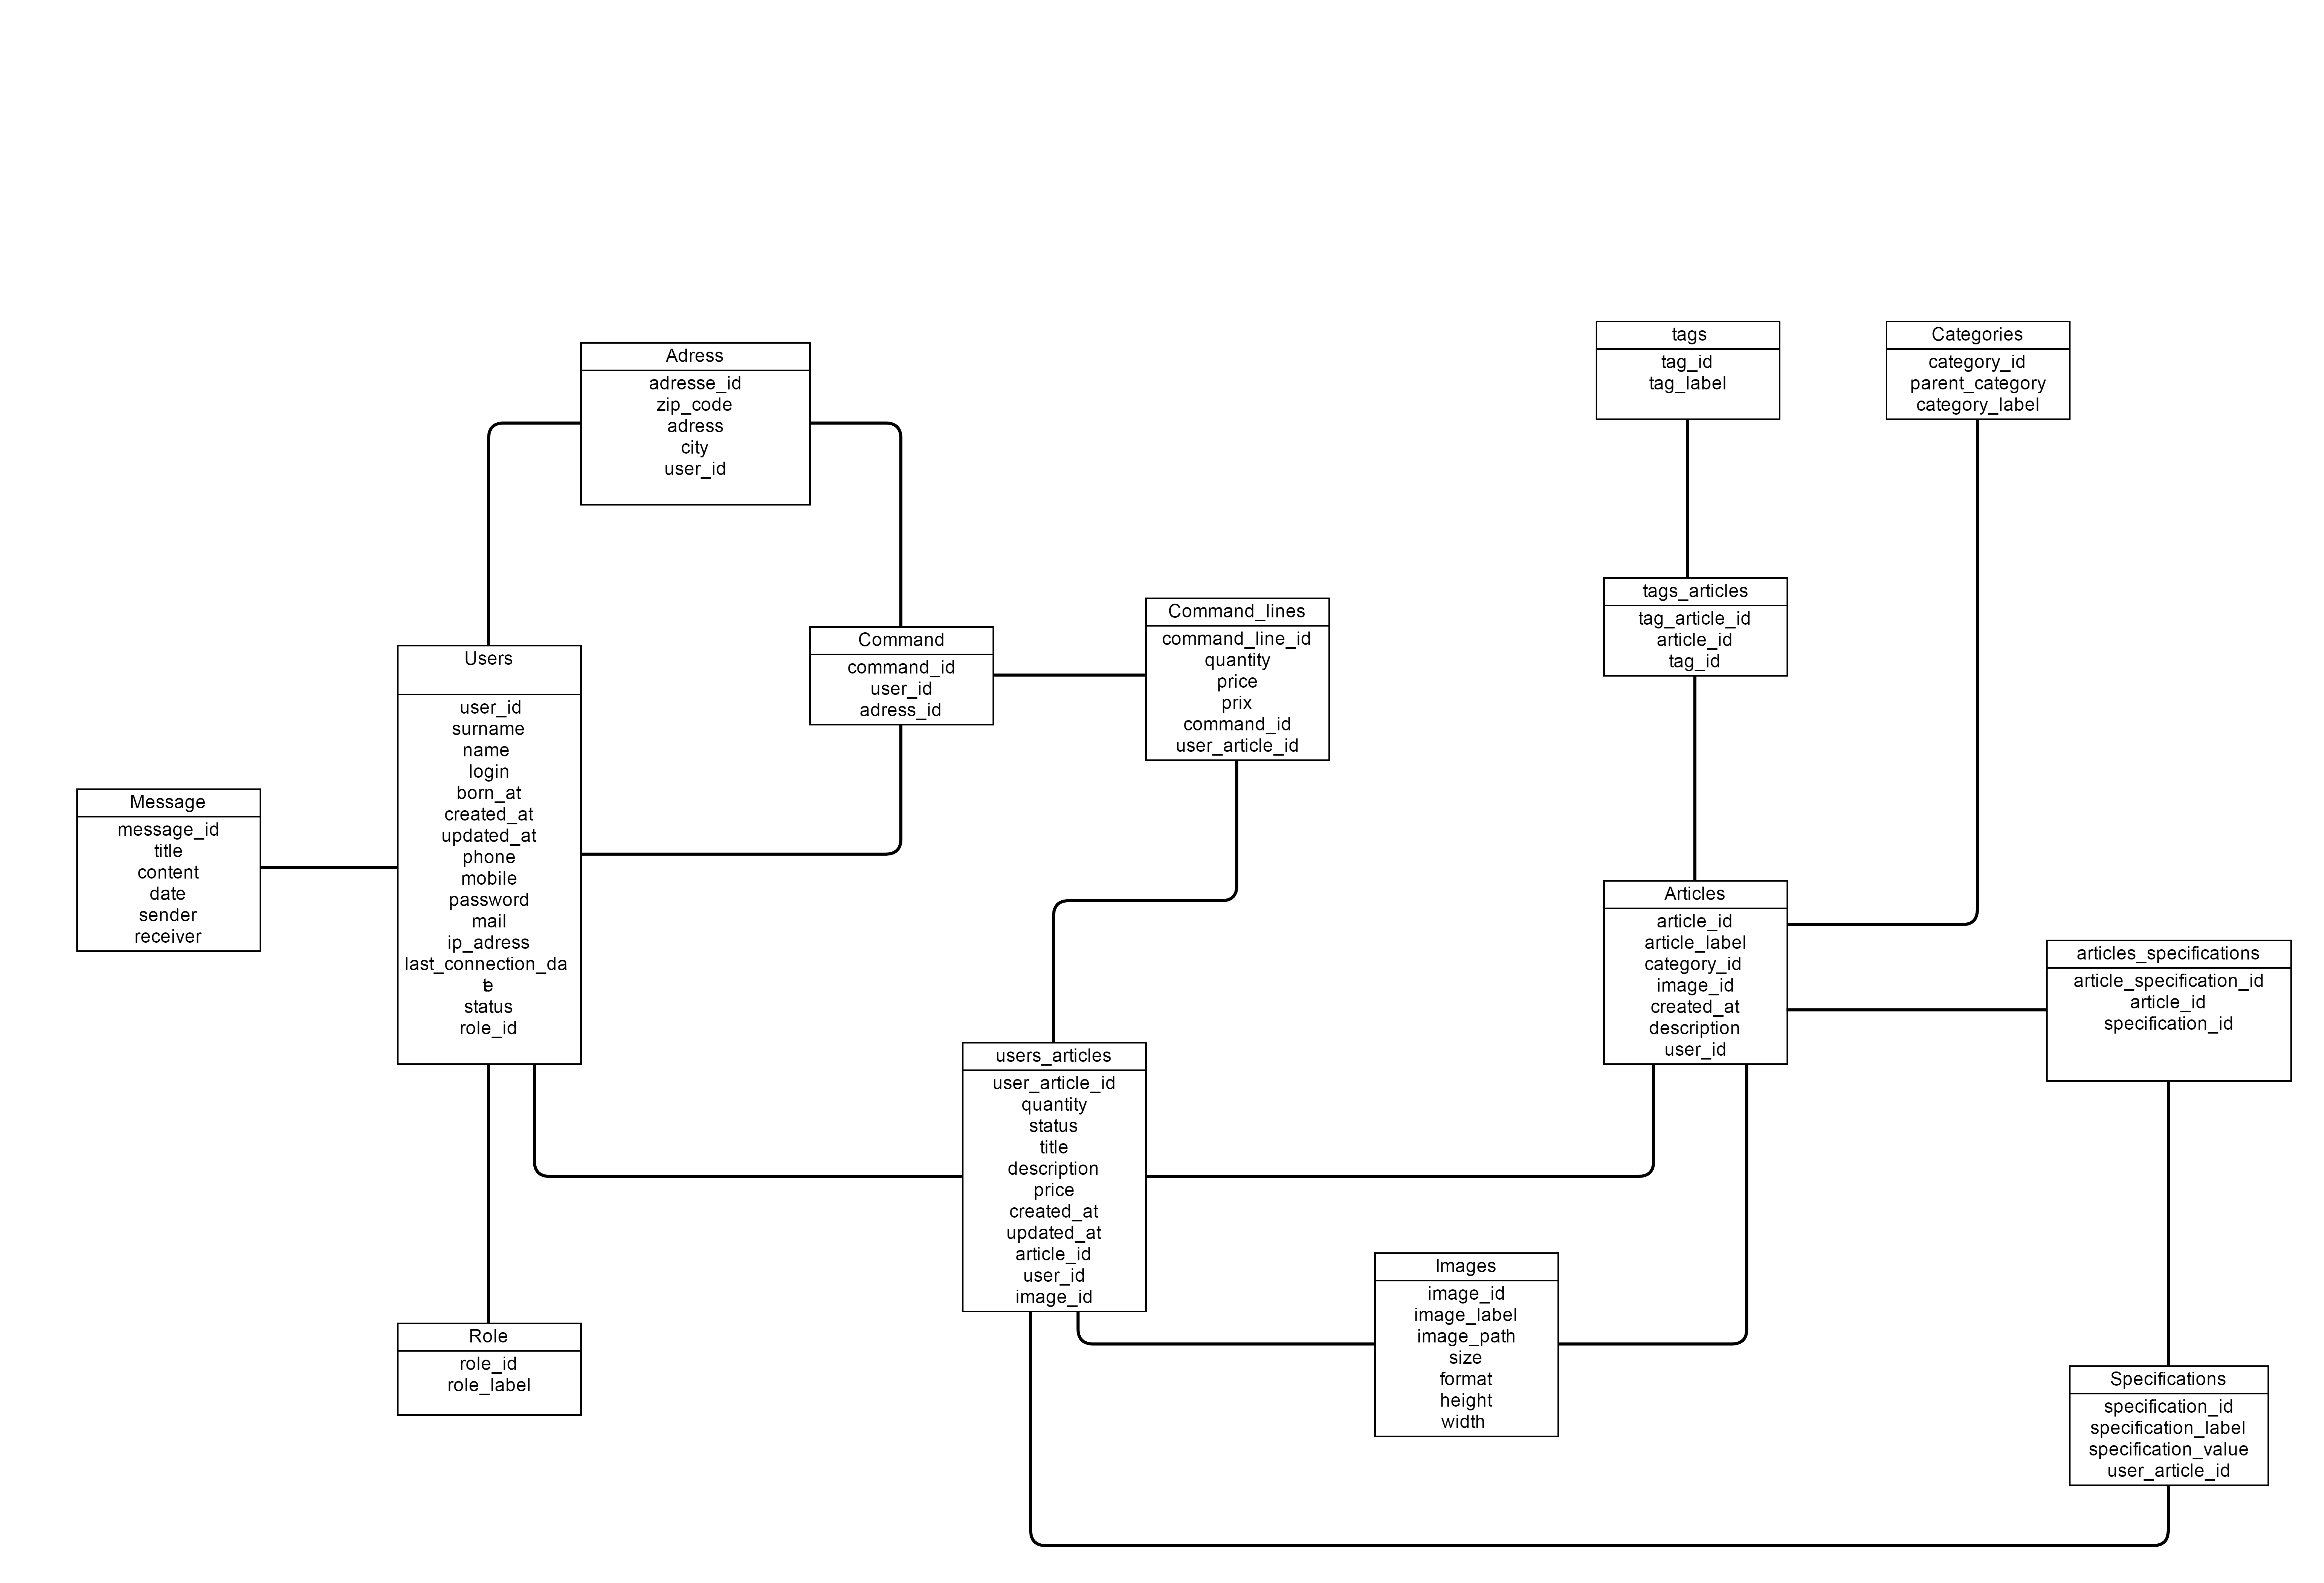 tags
tag_id
tag_label
Categories
category_id
parent_category
category_label
Adress
adresse_id
zip_code
adress
city
user_id
tags_articles
tag_article_id
article_id
tag_id
Command_lines
command_line_id
quantity
price
prix
command_id
user_article_id
Command
command_id
user_id
adress_id
Users
user_id
surname
name
login
born_at
created_at
updated_at
phone
mobile
password
mail
ip_adress
last_connection_da
te
status
role_id
Message
message_id
title
content
date
sender
receiver
Articles
article_id
article_label
category_id
image_id
created_at
description
user_id
articles_specifications
article_specification_id
article_id
specification_id
users_articles
user_article_id
quantity
status
title
description
price
created_at
updated_at
article_id
user_id
image_id
Images
image_id
image_label
image_path
size
format
height
width
Role
role_id
role_label
Specifications
specification_id
specification_label
specification_value
user_article_id